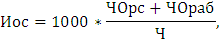 Иос = 1000 * (ЧОрс + ЧОраб) / Ч,